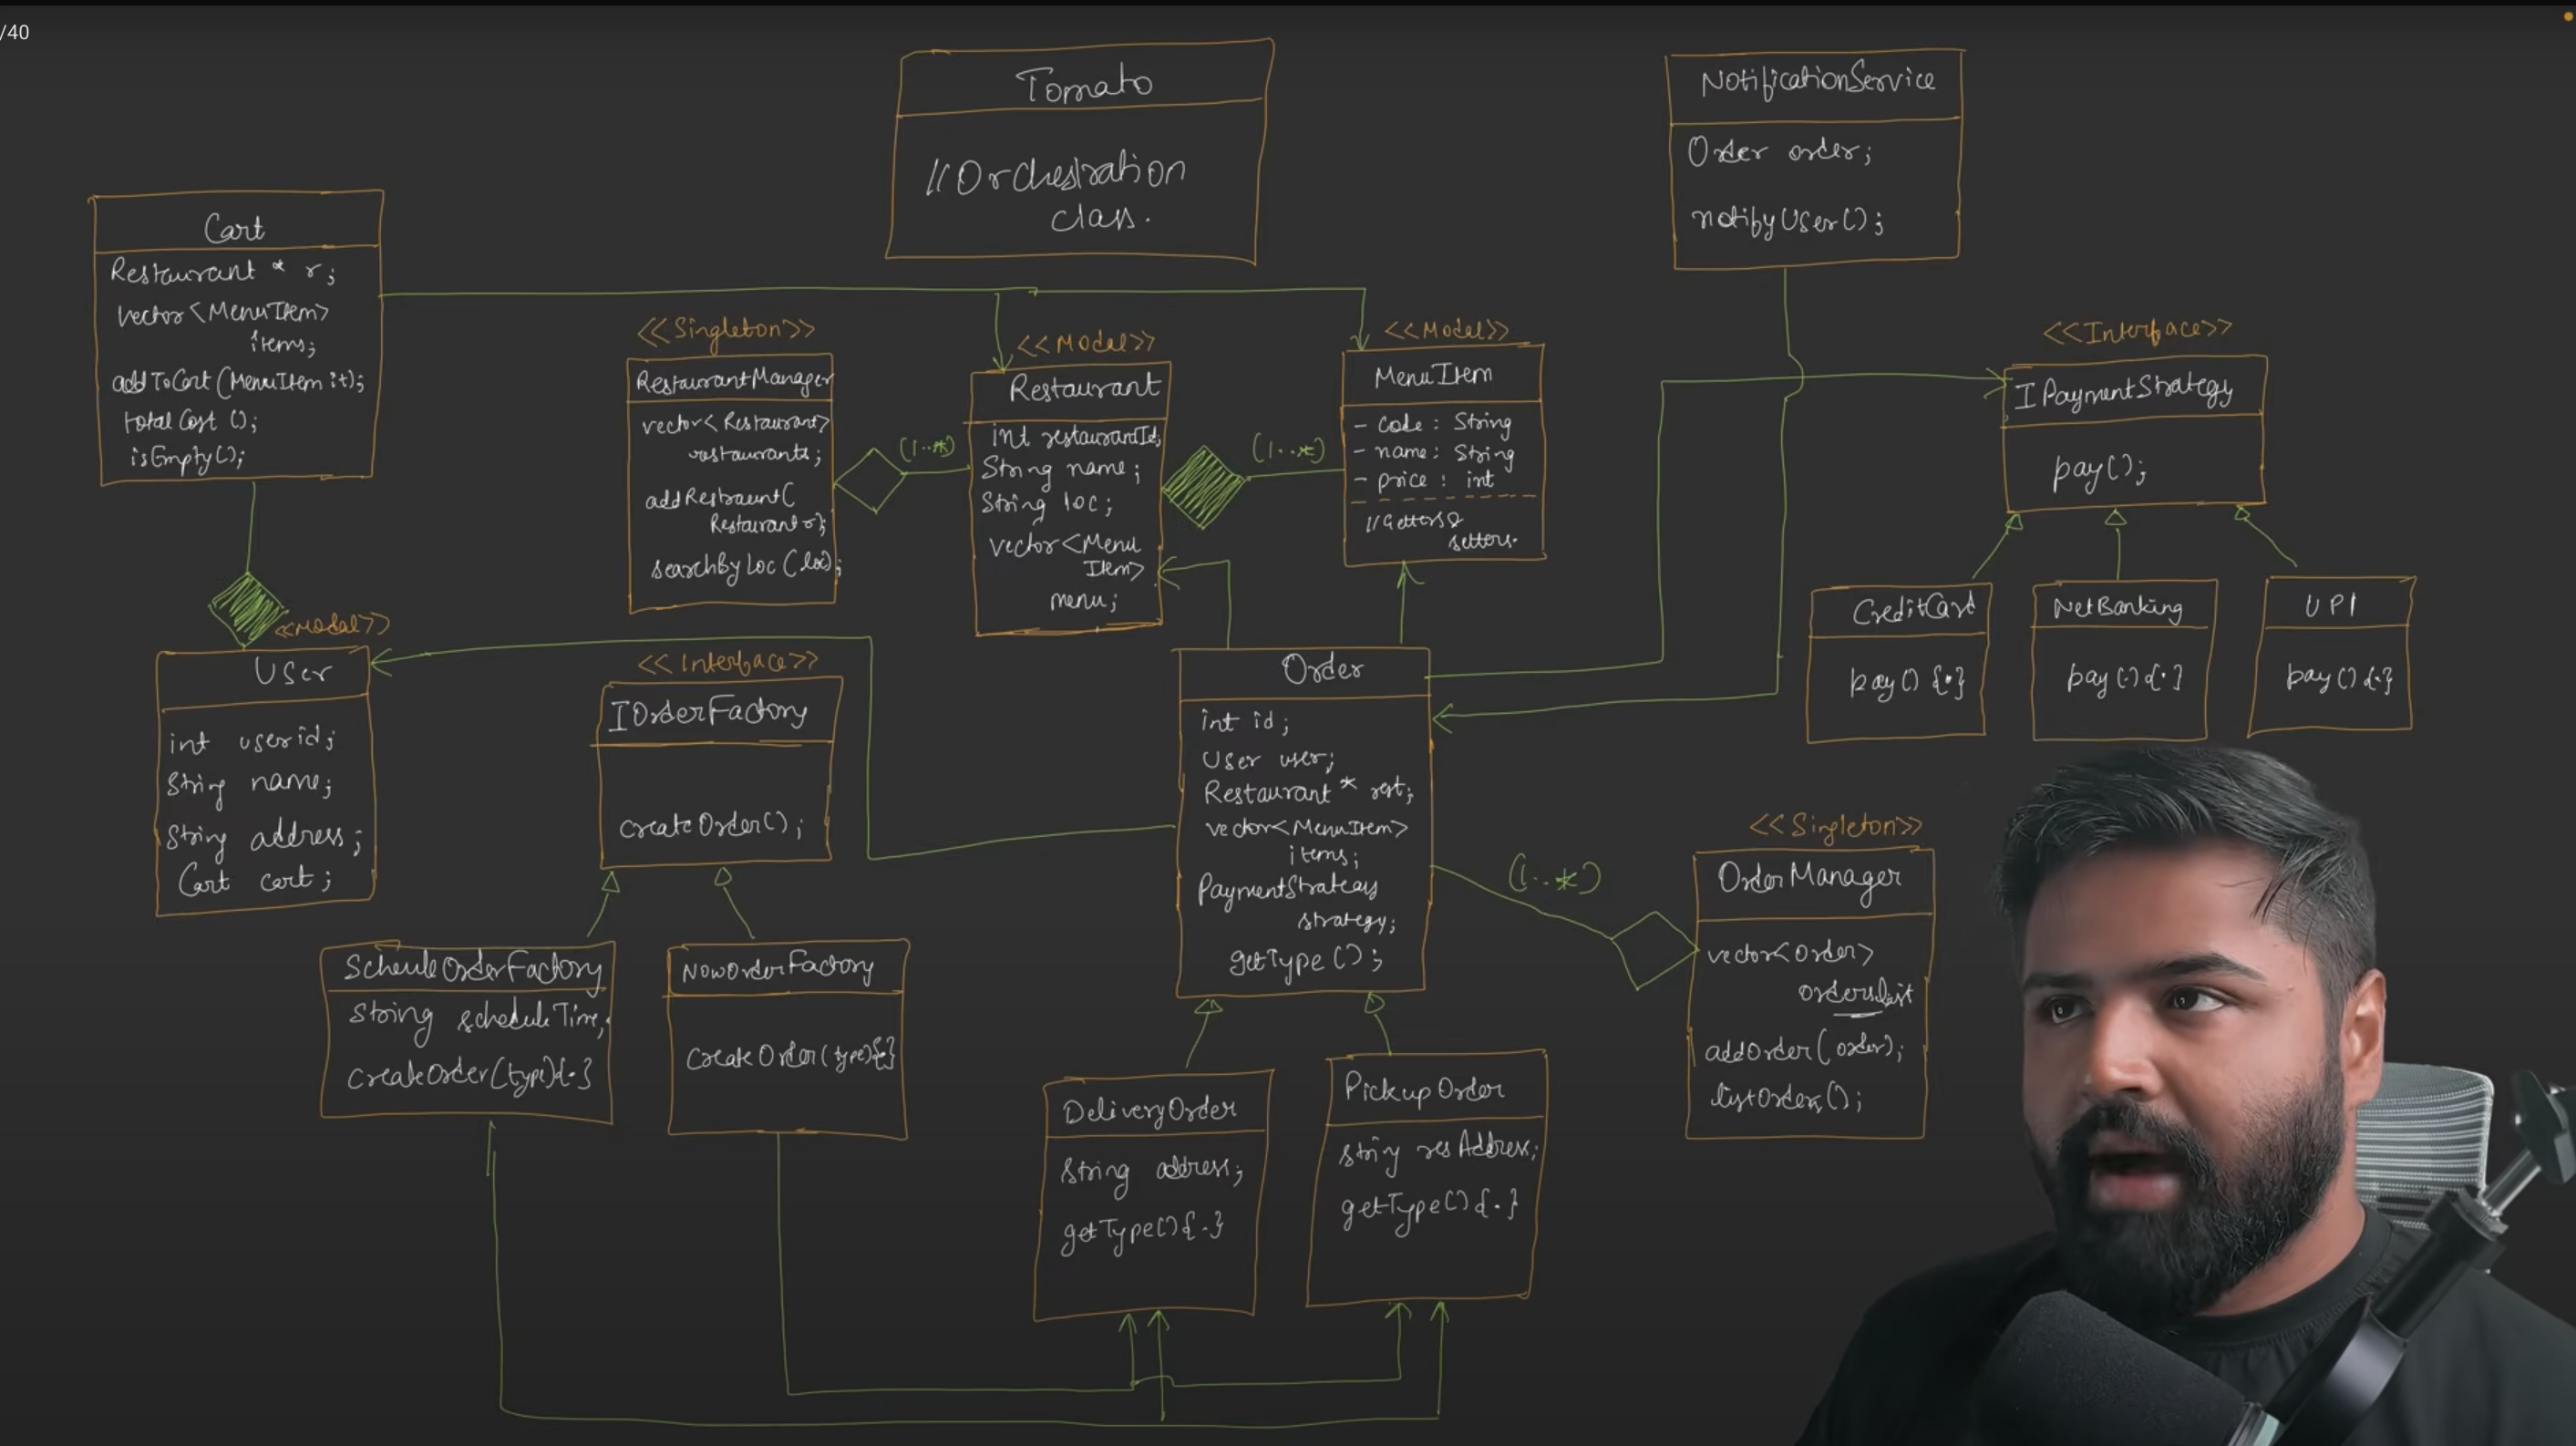 /40
Tomato
//Orchestration
class.
NotificationService
Order order;
notifyUser();
Cart
Restaurant * r;
vector<MenuItem>
items;
addToCart(MenuItem it);
totalCost();
isEmpty();
<<Singleton>>
RestaurantManager
vector<Restaurant>
restaurants;
addRestraunt(
Restaurant r);
searchByLoc(loc);
(1..*)
<<Model>>
Restaurant
int restaurantId;
String name;
String loc;
vector<Menu
Item>
menu;
(1..*)
<<Model>>
MenuItem
- code : String
- name : String
- price : int
//Getters &
setters.
<<Interface>>
IPaymentStrategy
pay();
CreditCard
pay() {.}
NetBanking
pay() {.}
UPI
pay() {.}
<<Model>>
User
int userid;
String name;
String address;
Cart cart;
<<Interface>>
IOrderFactory
createOrder();
ScheuleOrderFactory
String scheduleTime;
createOrder(type){.}
NowOrderFactory
createOrder(type){.}
Order
int id;
User user;
Restaurant * rest;
vector<MenuItem>
items;
PaymentStrategy
strategy;
getType();
(1..*)
<<Singleton>>
OrderManager
vector<Order>
addOrder(order);
listOrders();
DeliveryOrder
String address;
getType(){.}
PickupOrder
string resAddress;
getType(){.}